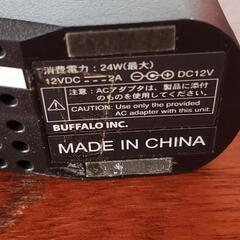 消費電力：24W(最大)
12VDC 2A DC12V
注意：ACアダプタは、製品に添付
のものを使用してください。
Note: Use only the provided
AC adapter with this unit.
BUFFALO INC.
MADE IN CHINA